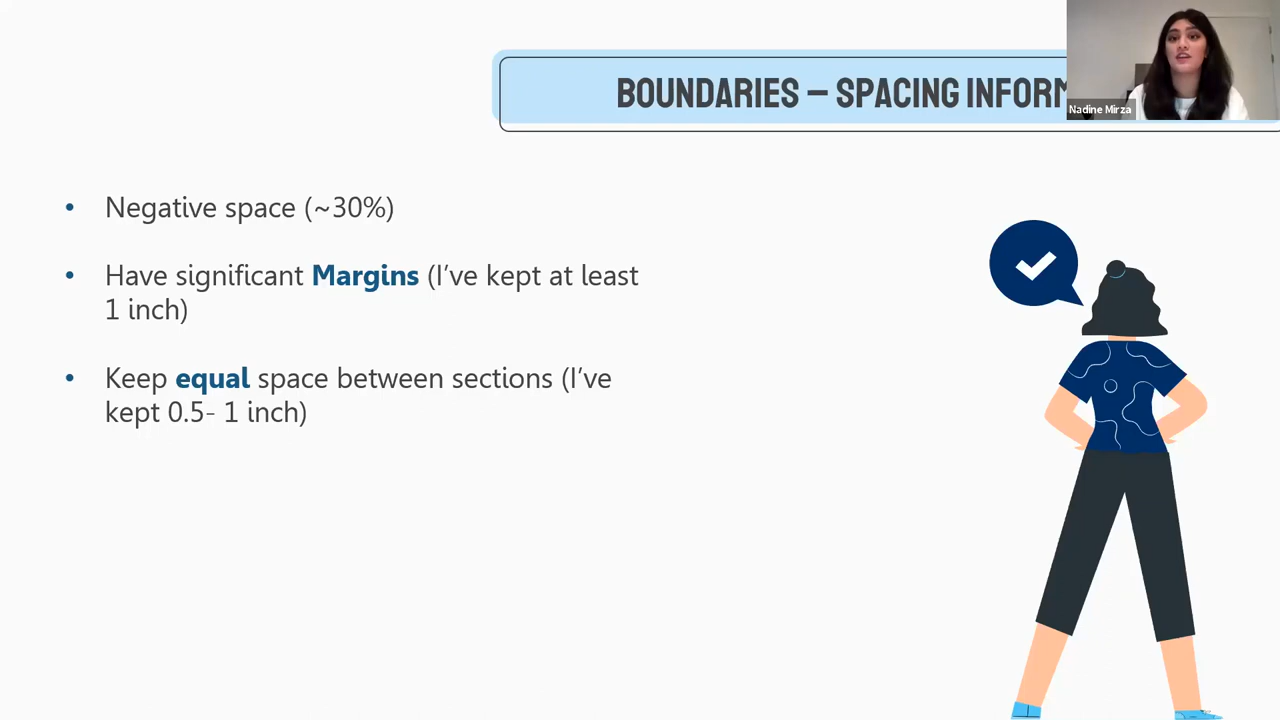 BOUNDARIES – SPACING INFORM
Nadine Mirza
• Negative space (~30%)
• Have significant Margins (I’ve kept at least
1 inch)
• Keep equal space between sections (I’ve
kept 0.5- 1 inch)